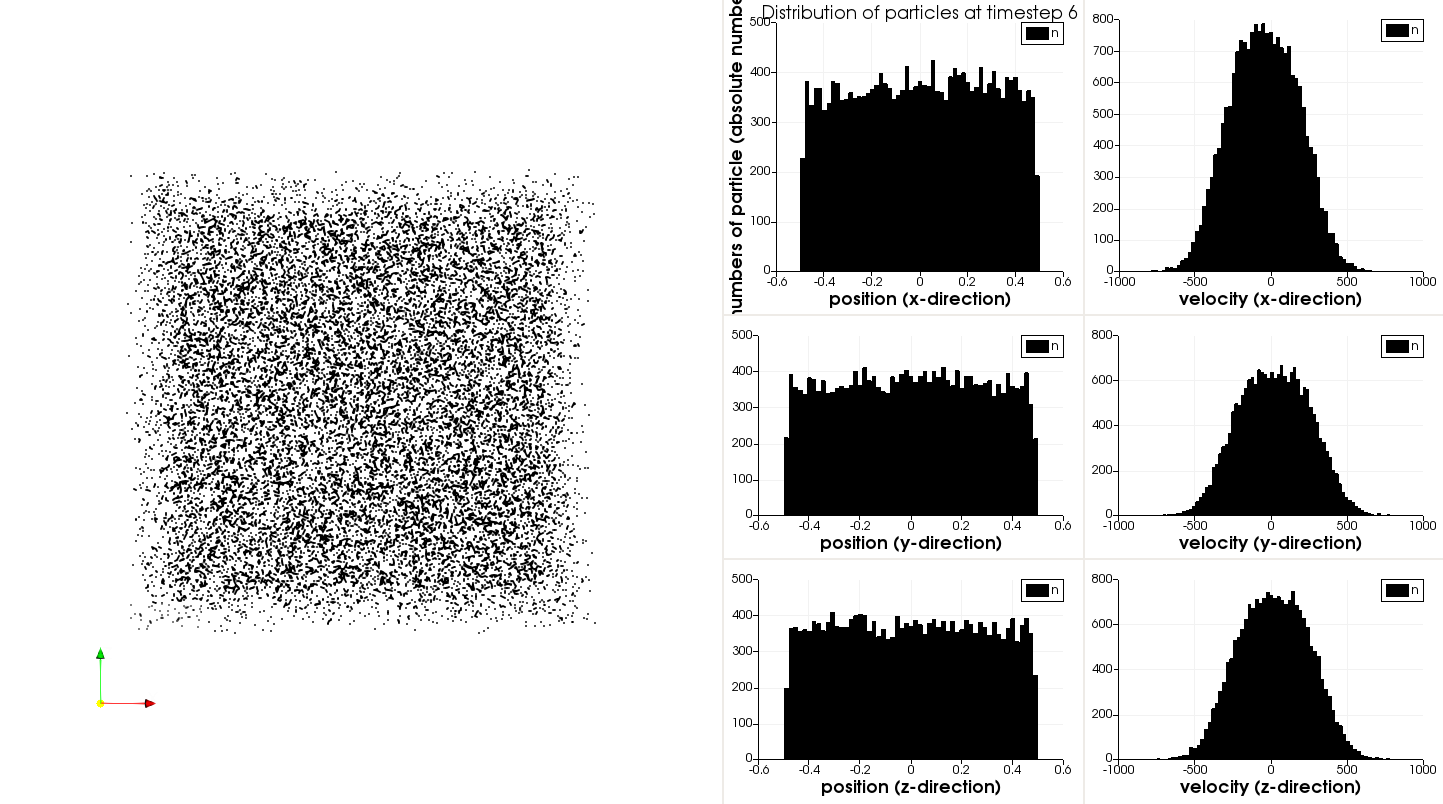 Distribution of particles at timestep 6
numbers of particle (absolute numbe
500
400
300
200
100
0
n
-0.6 -0.4 -0.2 0 0.2 0.4 0.6
position (x-direction)
800
700
600
500
400
300
200
100
0
n
-1000 -500 0 500 1000
velocity (x-direction)
500
400
300
200
100
0
n
-0.6 -0.4 -0.2 0 0.2 0.4 0.6
position (y-direction)
800
600
400
200
0
n
-1000 -500 0 500 1000
velocity (y-direction)
500
400
300
200
100
0
n
-0.6 -0.4 -0.2 0 0.2 0.4 0.6
position (z-direction)
800
600
400
200
0
n
-1000 -500 0 500 1000
velocity (z-direction)